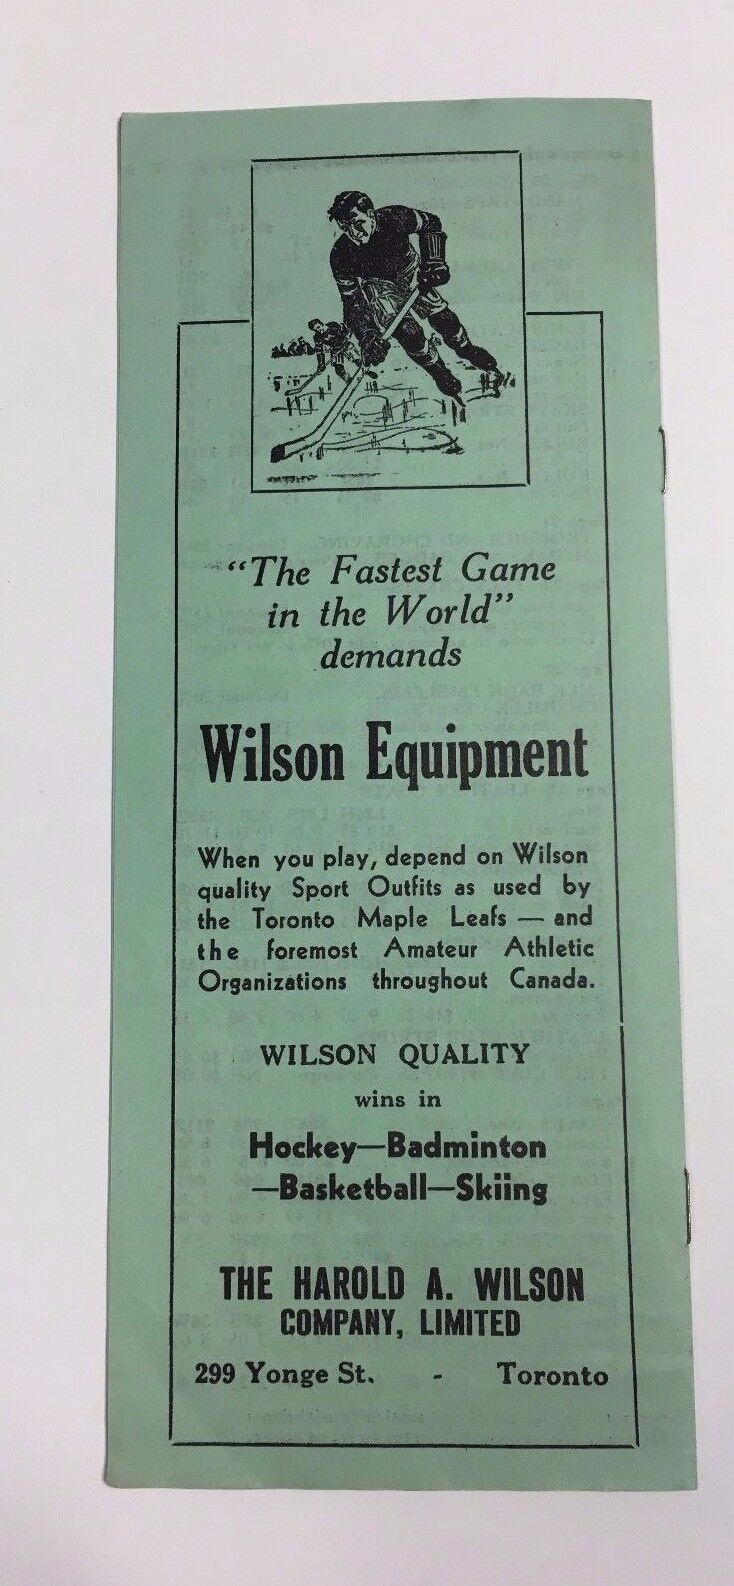 "The Fastest Game
in the World"
demands
Wilson Equipment
When you play, depend on Wilson
quality Sport Outfits as used by
the Toronto Maple Leafs — and
the foremost Amateur Athletic
Organizations throughout Canada.
WILSON QUALITY
wins in
Hockey—Badminton
—Basketball—Skiing
THE HAROLD A. WILSON
COMPANY, LIMITED
299 Yonge St. - Toronto